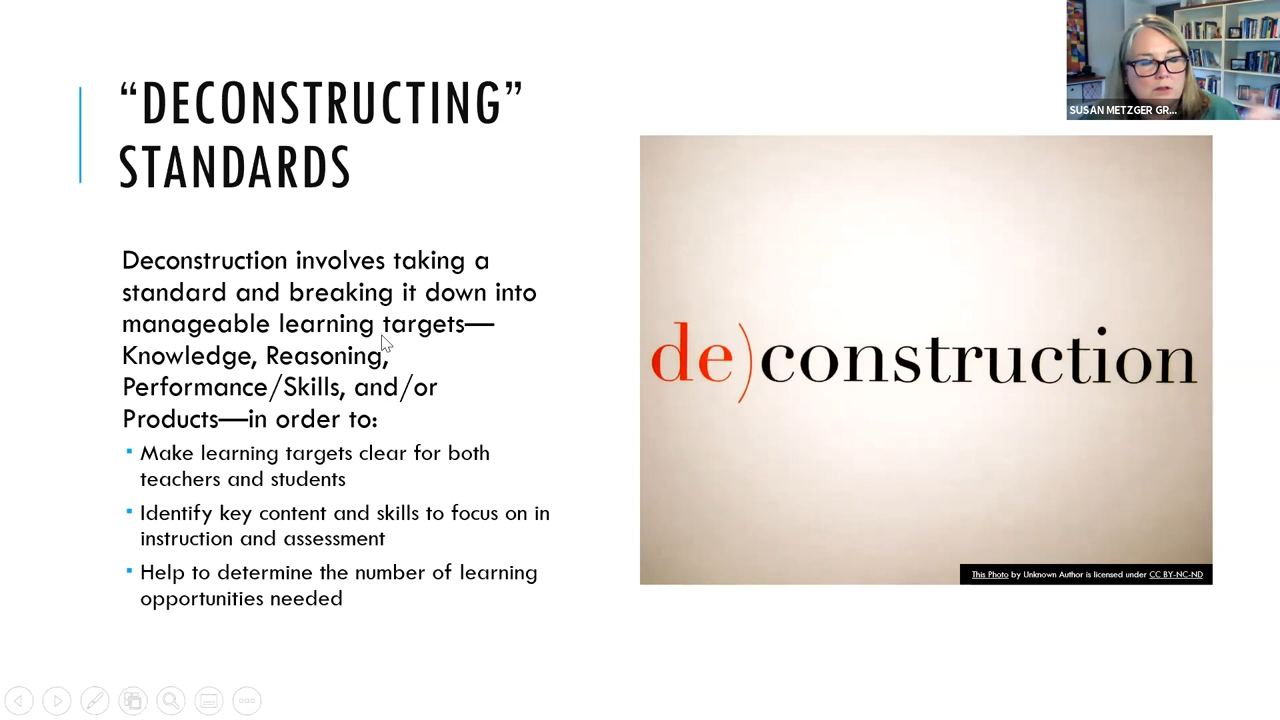 "DECONSTRUCTING"
STANDARDS
SUSAN METZGER GR...
Deconstruction involves taking a
standard and breaking it down into
manageable learning targets—
Knowledge, Reasoning,
Performance/Skills, and/or
Products—in order to:
Make learning targets clear for both
teachers and students
Identify key content and skills to focus on in
instruction and assessment
Help to determine the number of learning
opportunities needed
de)construction
This Photo by Unknown Author is licensed under CC BY-NC-ND